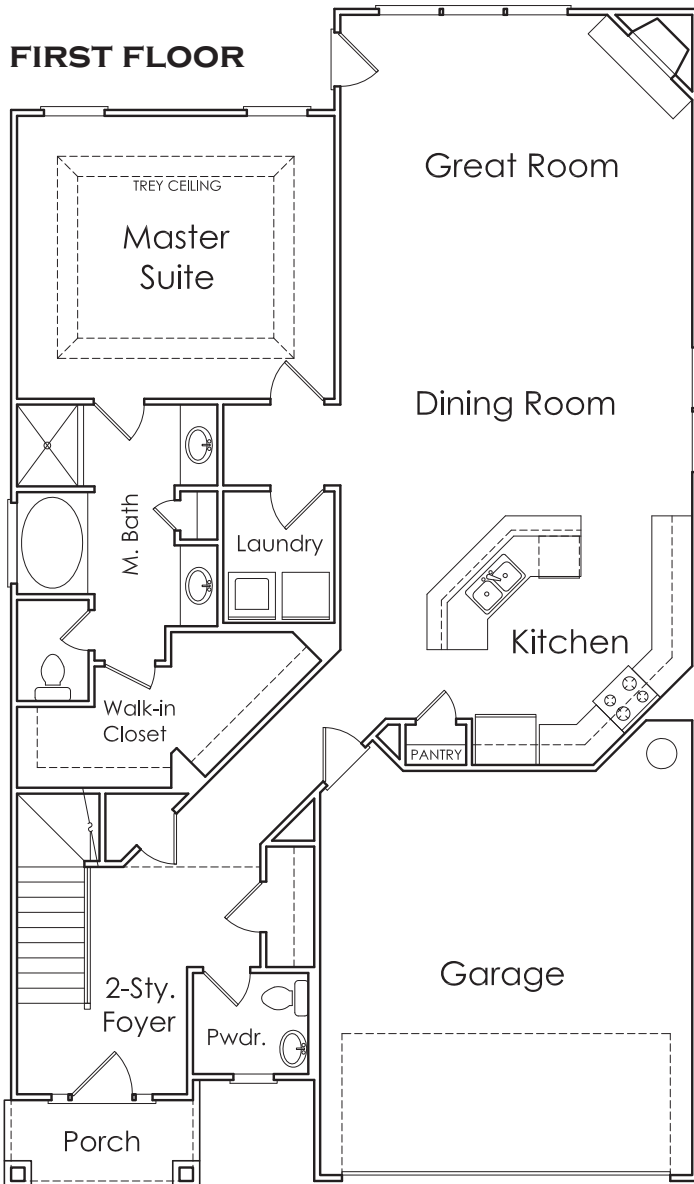 FIRST FLOOR
Great Room
TREY CEILING
Master
Suite
Dining Room
M. Bath
Laundry
Kitchen
Walk-in
Closet
PANTRY
Garage
2-Sty.
Foyer
Pwdr.
Porch